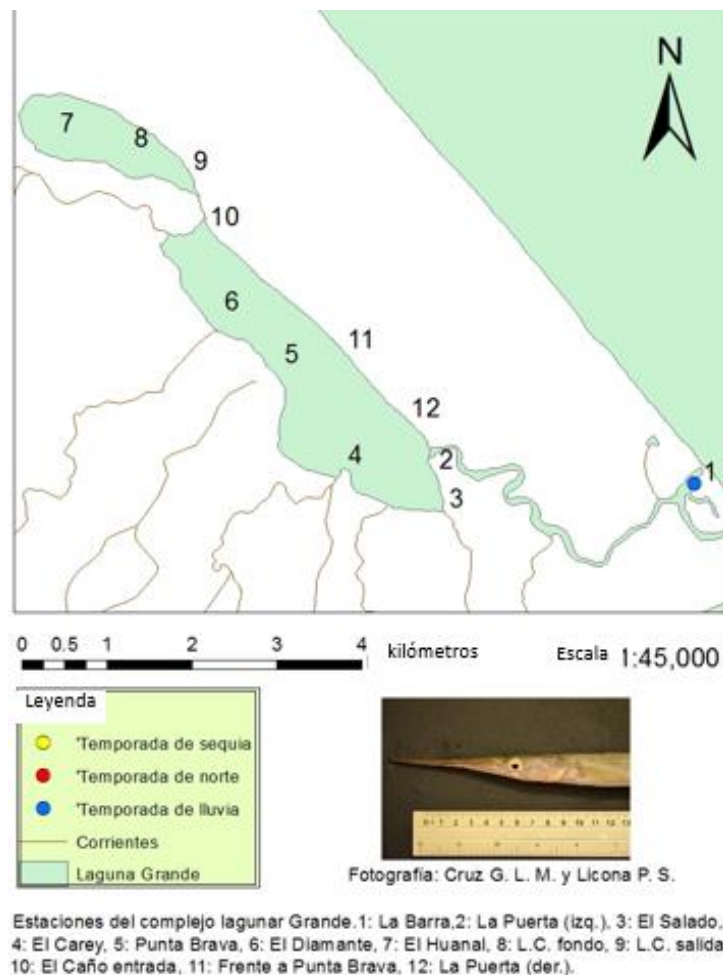 N
7
8
9
10
6
5
11
12
4
2
3
1
0 0.5 1 2 3 4
kilómetros
Escala 1:45,000
Leyenda
'Temporada de sequia
'Temporada de norte
'Temporada de lluvia
Corrientes
Laguna Grande
Fotografía: Cruz G. L. M. y Licona P. S.
Estaciones del complejo lagunar Grande.1: La Barra,2: La Puerta (izq.), 3: El Salado,
4: El Carey, 5: Punta Brava, 6: El Diamante, 7: El Huanal, 8: L.C. fondo, 9: L.C. salida
10: El Caño entrada, 11: Frente a Punta Brava, 12: La Puerta (der.).